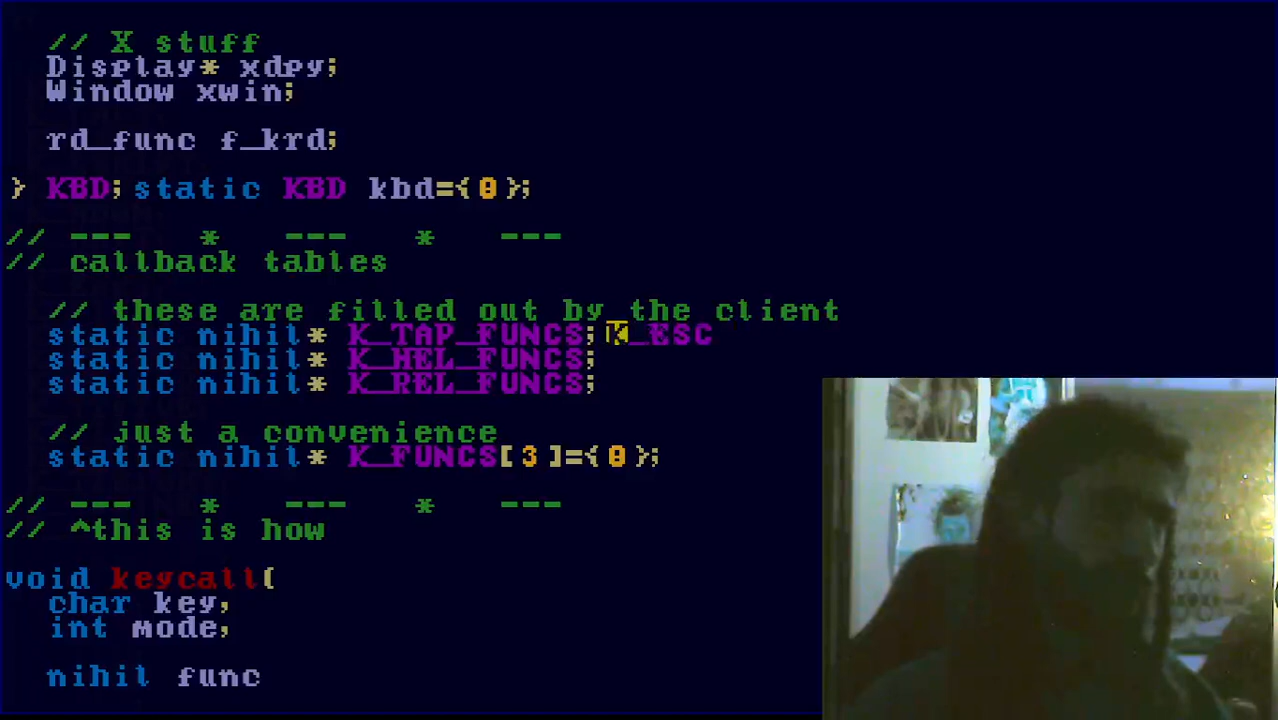 // X stuff
Display* xdpy;
Window xwin;
rd_func f_krd;
} KBD; static KBD kbd={0};
// --- * --- * ---
// callback tables
// these are filled out by the client
static nihil* K_TAP_FUNCS; K_ESC
static nihil* K_HEL_FUNCS;
static nihil* K_REL_FUNCS;
// just a convenience
static nihil* K_FUNCS[3]={0};
// --- * --- * ---
// ^this is how
void keycall(
char key,
int mode,
nihil func